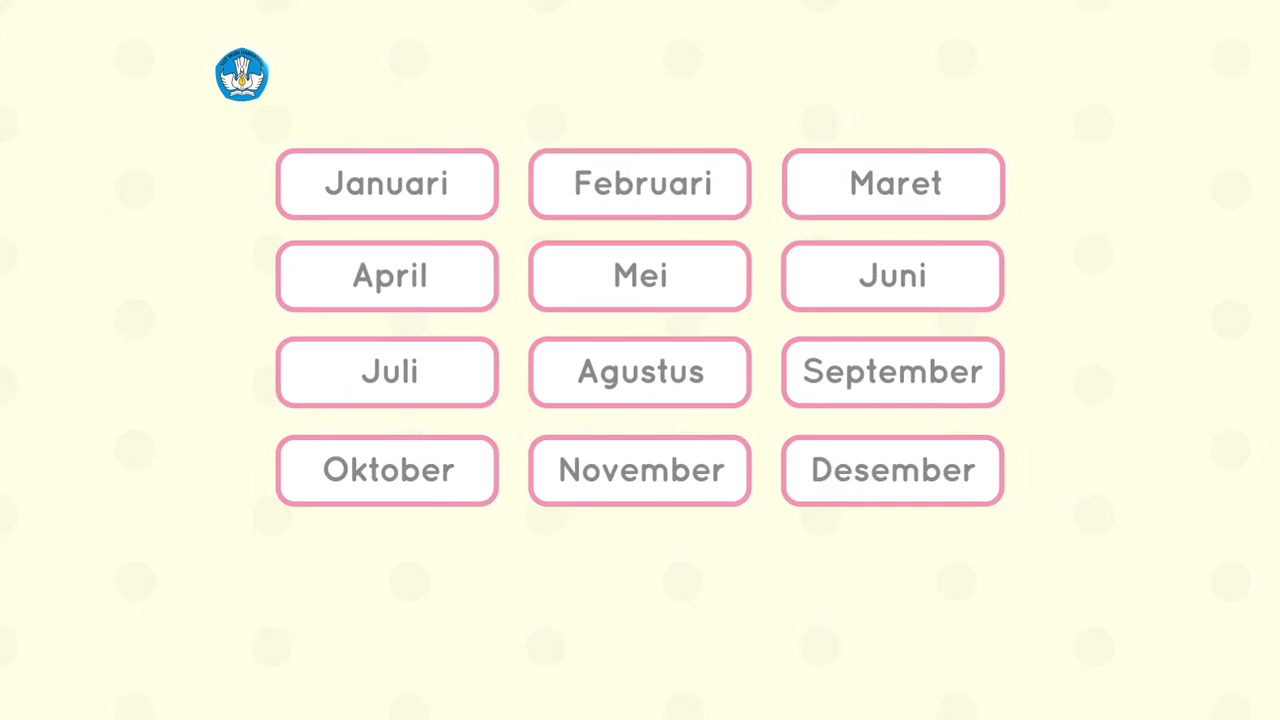 Januari Februari Maret
April Mei Juni
Juli Agustus September
Oktober November Desember